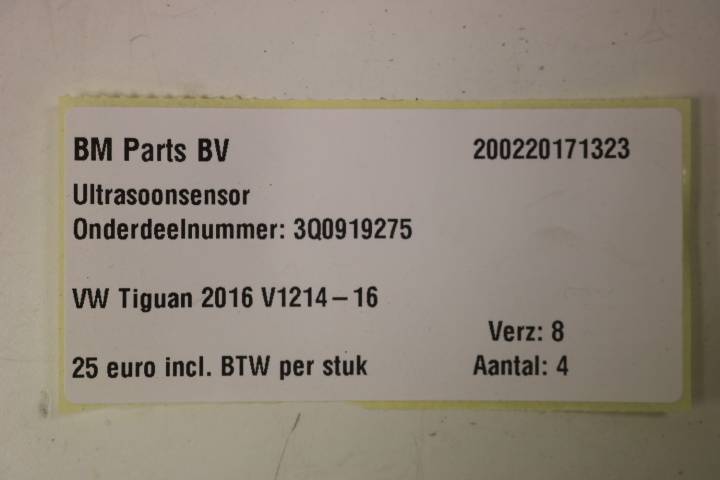 BM Parts BV 200220171323
Ultrasoonsensor
Onderdeelnummer: 3Q0919275
VW Tiguan 2016 V1214-16
Verz: 8
25 euro incl. BTW per stuk Aantal: 4